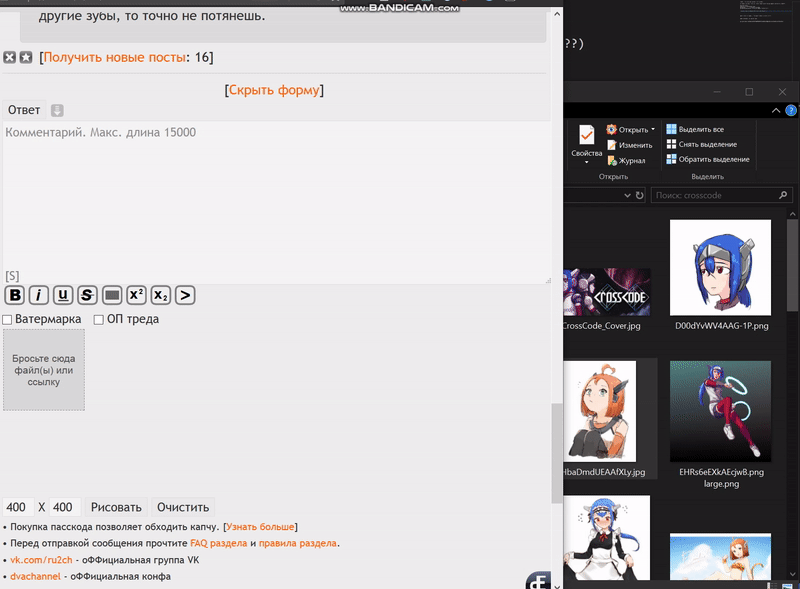 www.BANDICAM.com
другие зубы, то точно не потянешь.
??)
[Получить новые посты: 16]
[Скрыть форму]
Ответ
Комментарий. Макс. длина 15000
[S]
B i U S x² x₂ >
Ватермарка ОП треда
Бросьте сюда
файл(ы) или
ссылку
400 X 400 Рисовать Очистить
• Покупка пасскода позволяет обходить капчу. [Узнать больше]
• Перед отправкой сообщения прочтите FAQ раздела и правила раздела.
• vk.com/ru2ch - оФФициальная группа VK
• dvachannel - оФФициальная конфа
Свойства
Открыть
Изменить
Журнал
Открыть
Выделить все
Снять выделение
Обратить выделение
Выделить
Поиск: crosscode
CROSSCODE
CrossCode_Cover.jpg
D00dYvWV4AAG-1P.png
HbaDmdUEAAfXLy.jpg
EHRs6eEXkAEcjwB.png
large.png